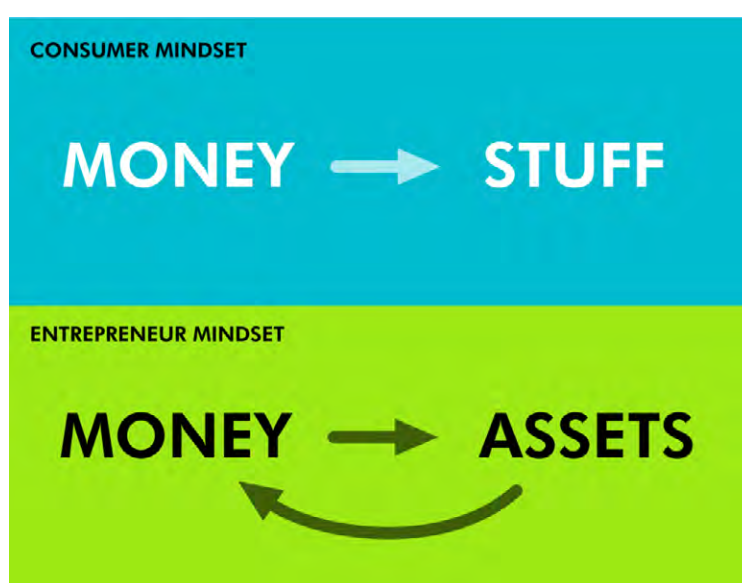 CONSUMER MINDSET
MONEY STUFF
ENTREPRENEUR MINDSET
MONEY ASSETS